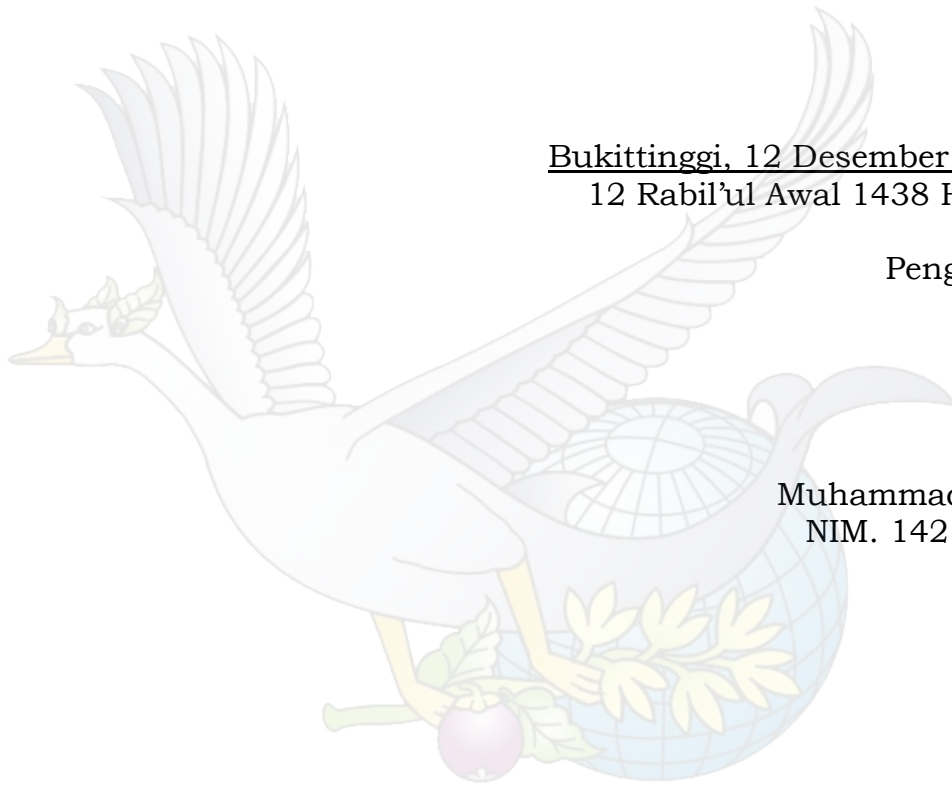 Bukittinggi, 12 Desember
12 Rabil’ul Awal 1438 H
Peng
Muhammad
NIM. 142